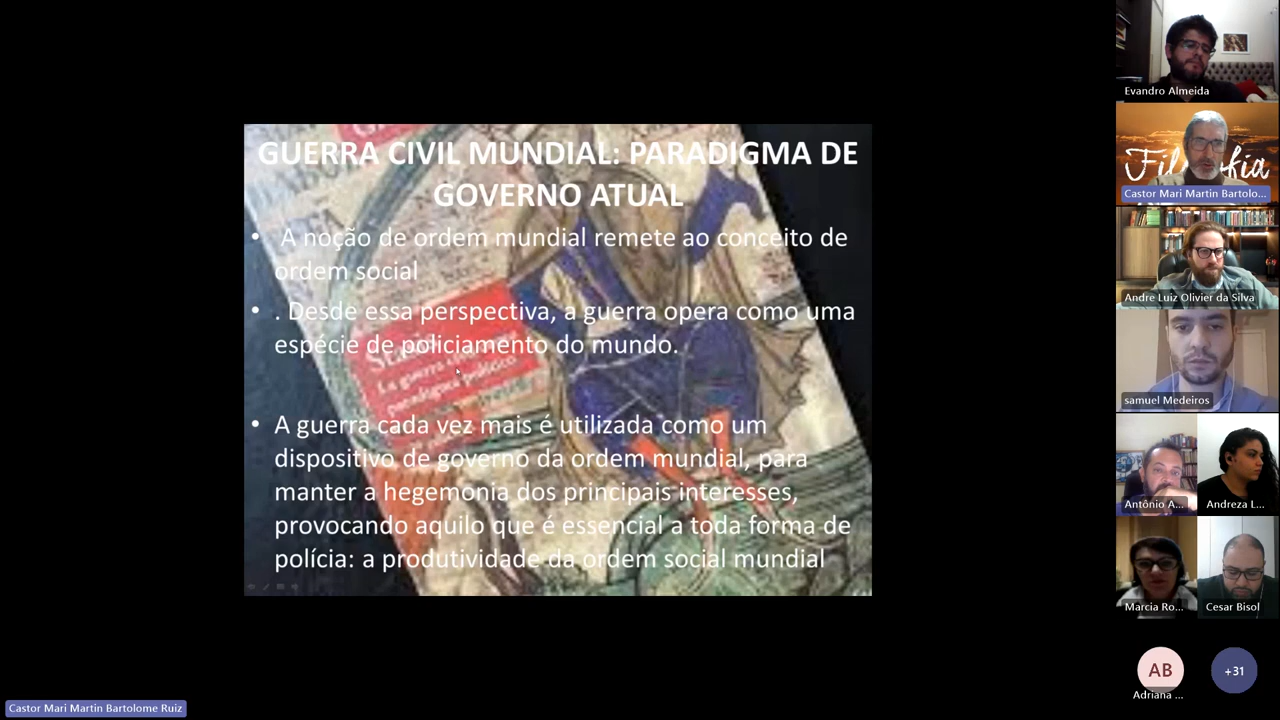 GUERRA CIVIL MUNDIAL: PARADIGMA DE
GOVERNO ATUAL
• A noção de ordem mundial remete ao conceito de
ordem social
• . Desde essa perspectiva, a guerra opera como uma
espécie de policiamento do mundo.
• A guerra cada vez mais é utilizada como um
dispositivo de governo da ordem mundial, para
manter a hegemonia dos principais interesses,
provocando aquilo que é essencial a toda forma de
polícia: a produtividade da ordem social mundial
La guerra
paradigma político
Evandro Almeida
Filosofia
Castor Mari Martin Bartolo...
Andre Luiz Olivier da Silva
samuel Medeiros
Antônio A...
Andreza L...
Marcia Ro...
Cesar Bisol
AB
+31
Adriana ...
Castor Mari Martin Bartolome Ruiz